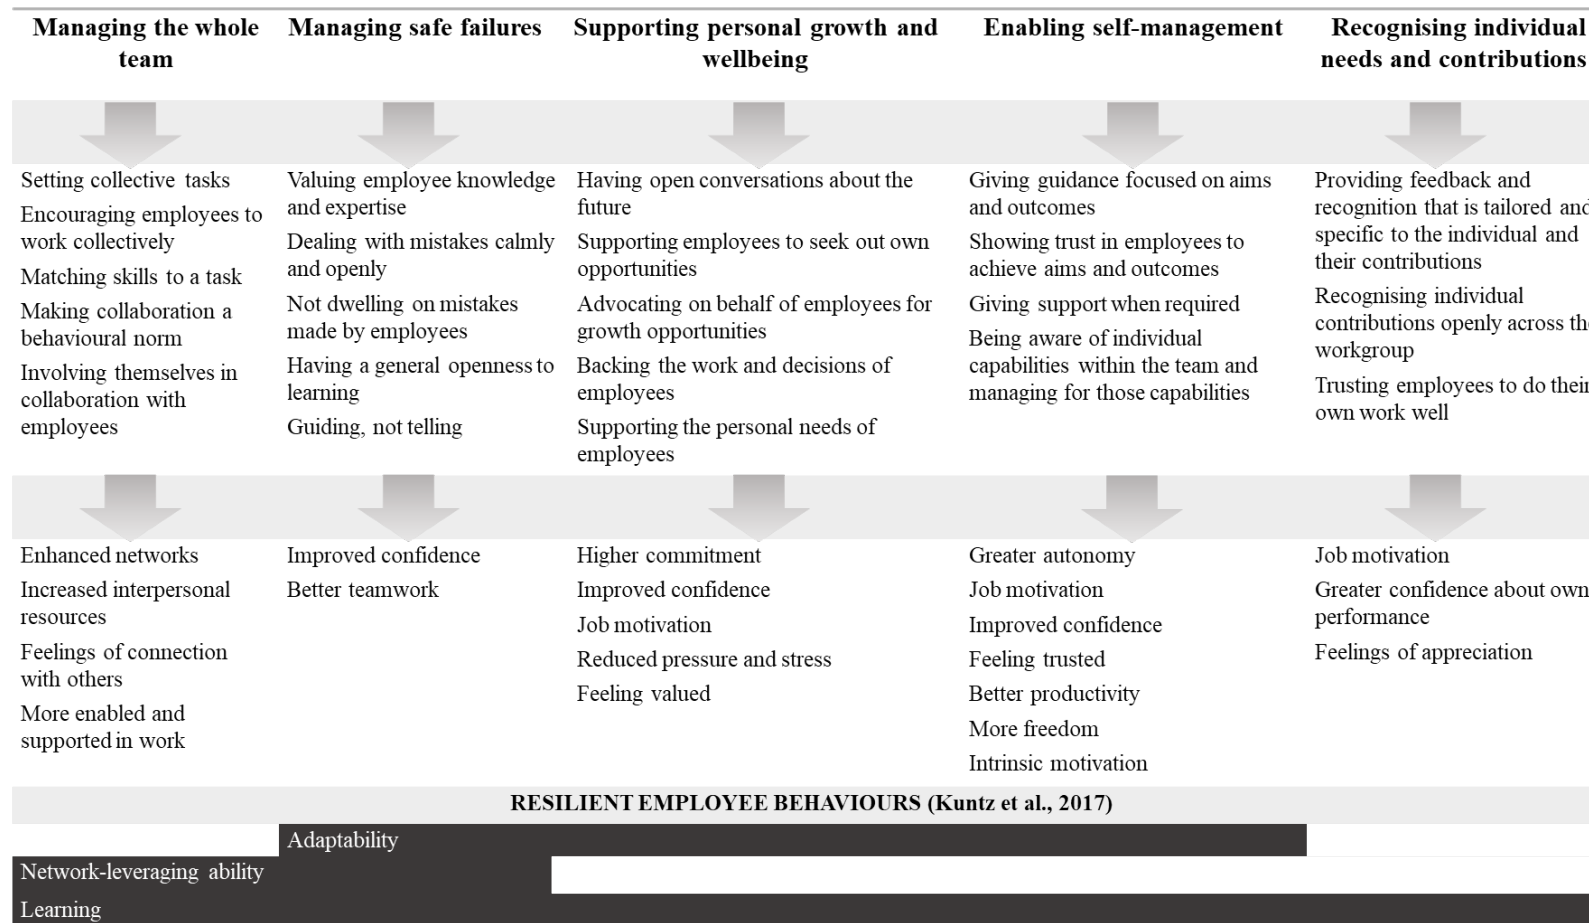 Managing the whole
team
Managing safe failures
Supporting personal growth and
wellbeing
Enabling self-management
Recognising individual
needs and contributions
Setting collective tasks
Encouraging employees to
work collectively
Matching skills to a task
Making collaboration a
behavioural norm
Involving themselves in
collaboration with
employees
Valuing employee knowledge
and expertise
Dealing with mistakes calmly
and openly
Not dwelling on mistakes
made by employees
Having a general openness to
learning
Guiding, not telling
Having open conversations about the
future
Supporting employees to seek out own
opportunities
Advocating on behalf of employees for
growth opportunities
Backing the work and decisions of
employees
Supporting the personal needs of
employees
Giving guidance focused on aims
and outcomes
Showing trust in employees to
achieve aims and outcomes
Giving support when required
Being aware of individual
capabilities within the team and
managing for those capabilities
Providing feedback and
recognition that is tailored and
specific to the individual and
their contributions
Recognising individual
contributions openly across the
workgroup
Trusting employees to do their
own work well
Enhanced networks
Increased interpersonal
resources
Feelings of connection
with others
More enabled and
supported in work
Improved confidence
Better teamwork
Higher commitment
Improved confidence
Job motivation
Reduced pressure and stress
Feeling valued
Greater autonomy
Job motivation
Improved confidence
Feeling trusted
Better productivity
More freedom
Intrinsic motivation
Job motivation
Greater confidence about own
performance
Feelings of appreciation
RESILIENT EMPLOYEE BEHAVIOURS (Kuntz et al., 2017)
Adaptability
Network-leveraging ability
Learning